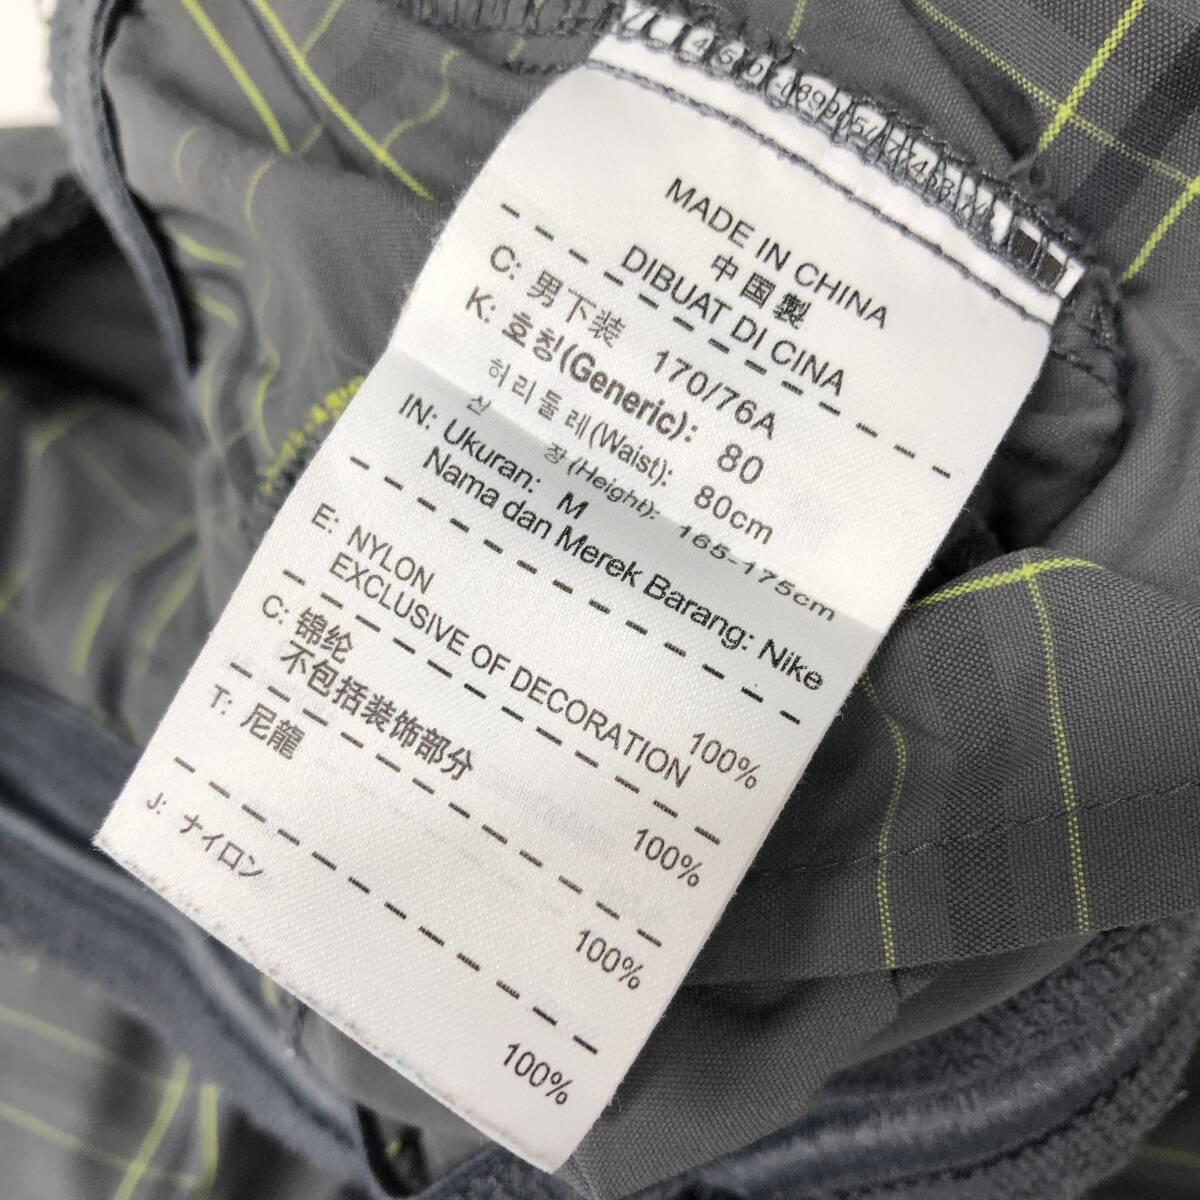 MADE IN CHINA
中国製
DIBUAT DI CINA
C: 男下装 170/76A
K: 호칭(Generic): 80
허리둘레(Waist): 80cm
신 장(Height): 165-175cm
IN: Ukuran: M
Nama dan Merek Barang: Nike
E: NYLON 100%
EXCLUSIVE OF DECORATION
C: 锦纶 100%
不包括装饰部分
T: 尼龍 100%
J: ナイロン 100%